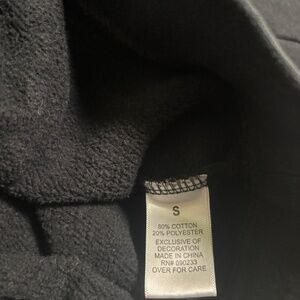 S
80% COTTON
20% POLYESTER
EXCLUSIVE OF
DECORATION
MADE IN CHINA
RN# 090233
OVER FOR CARE